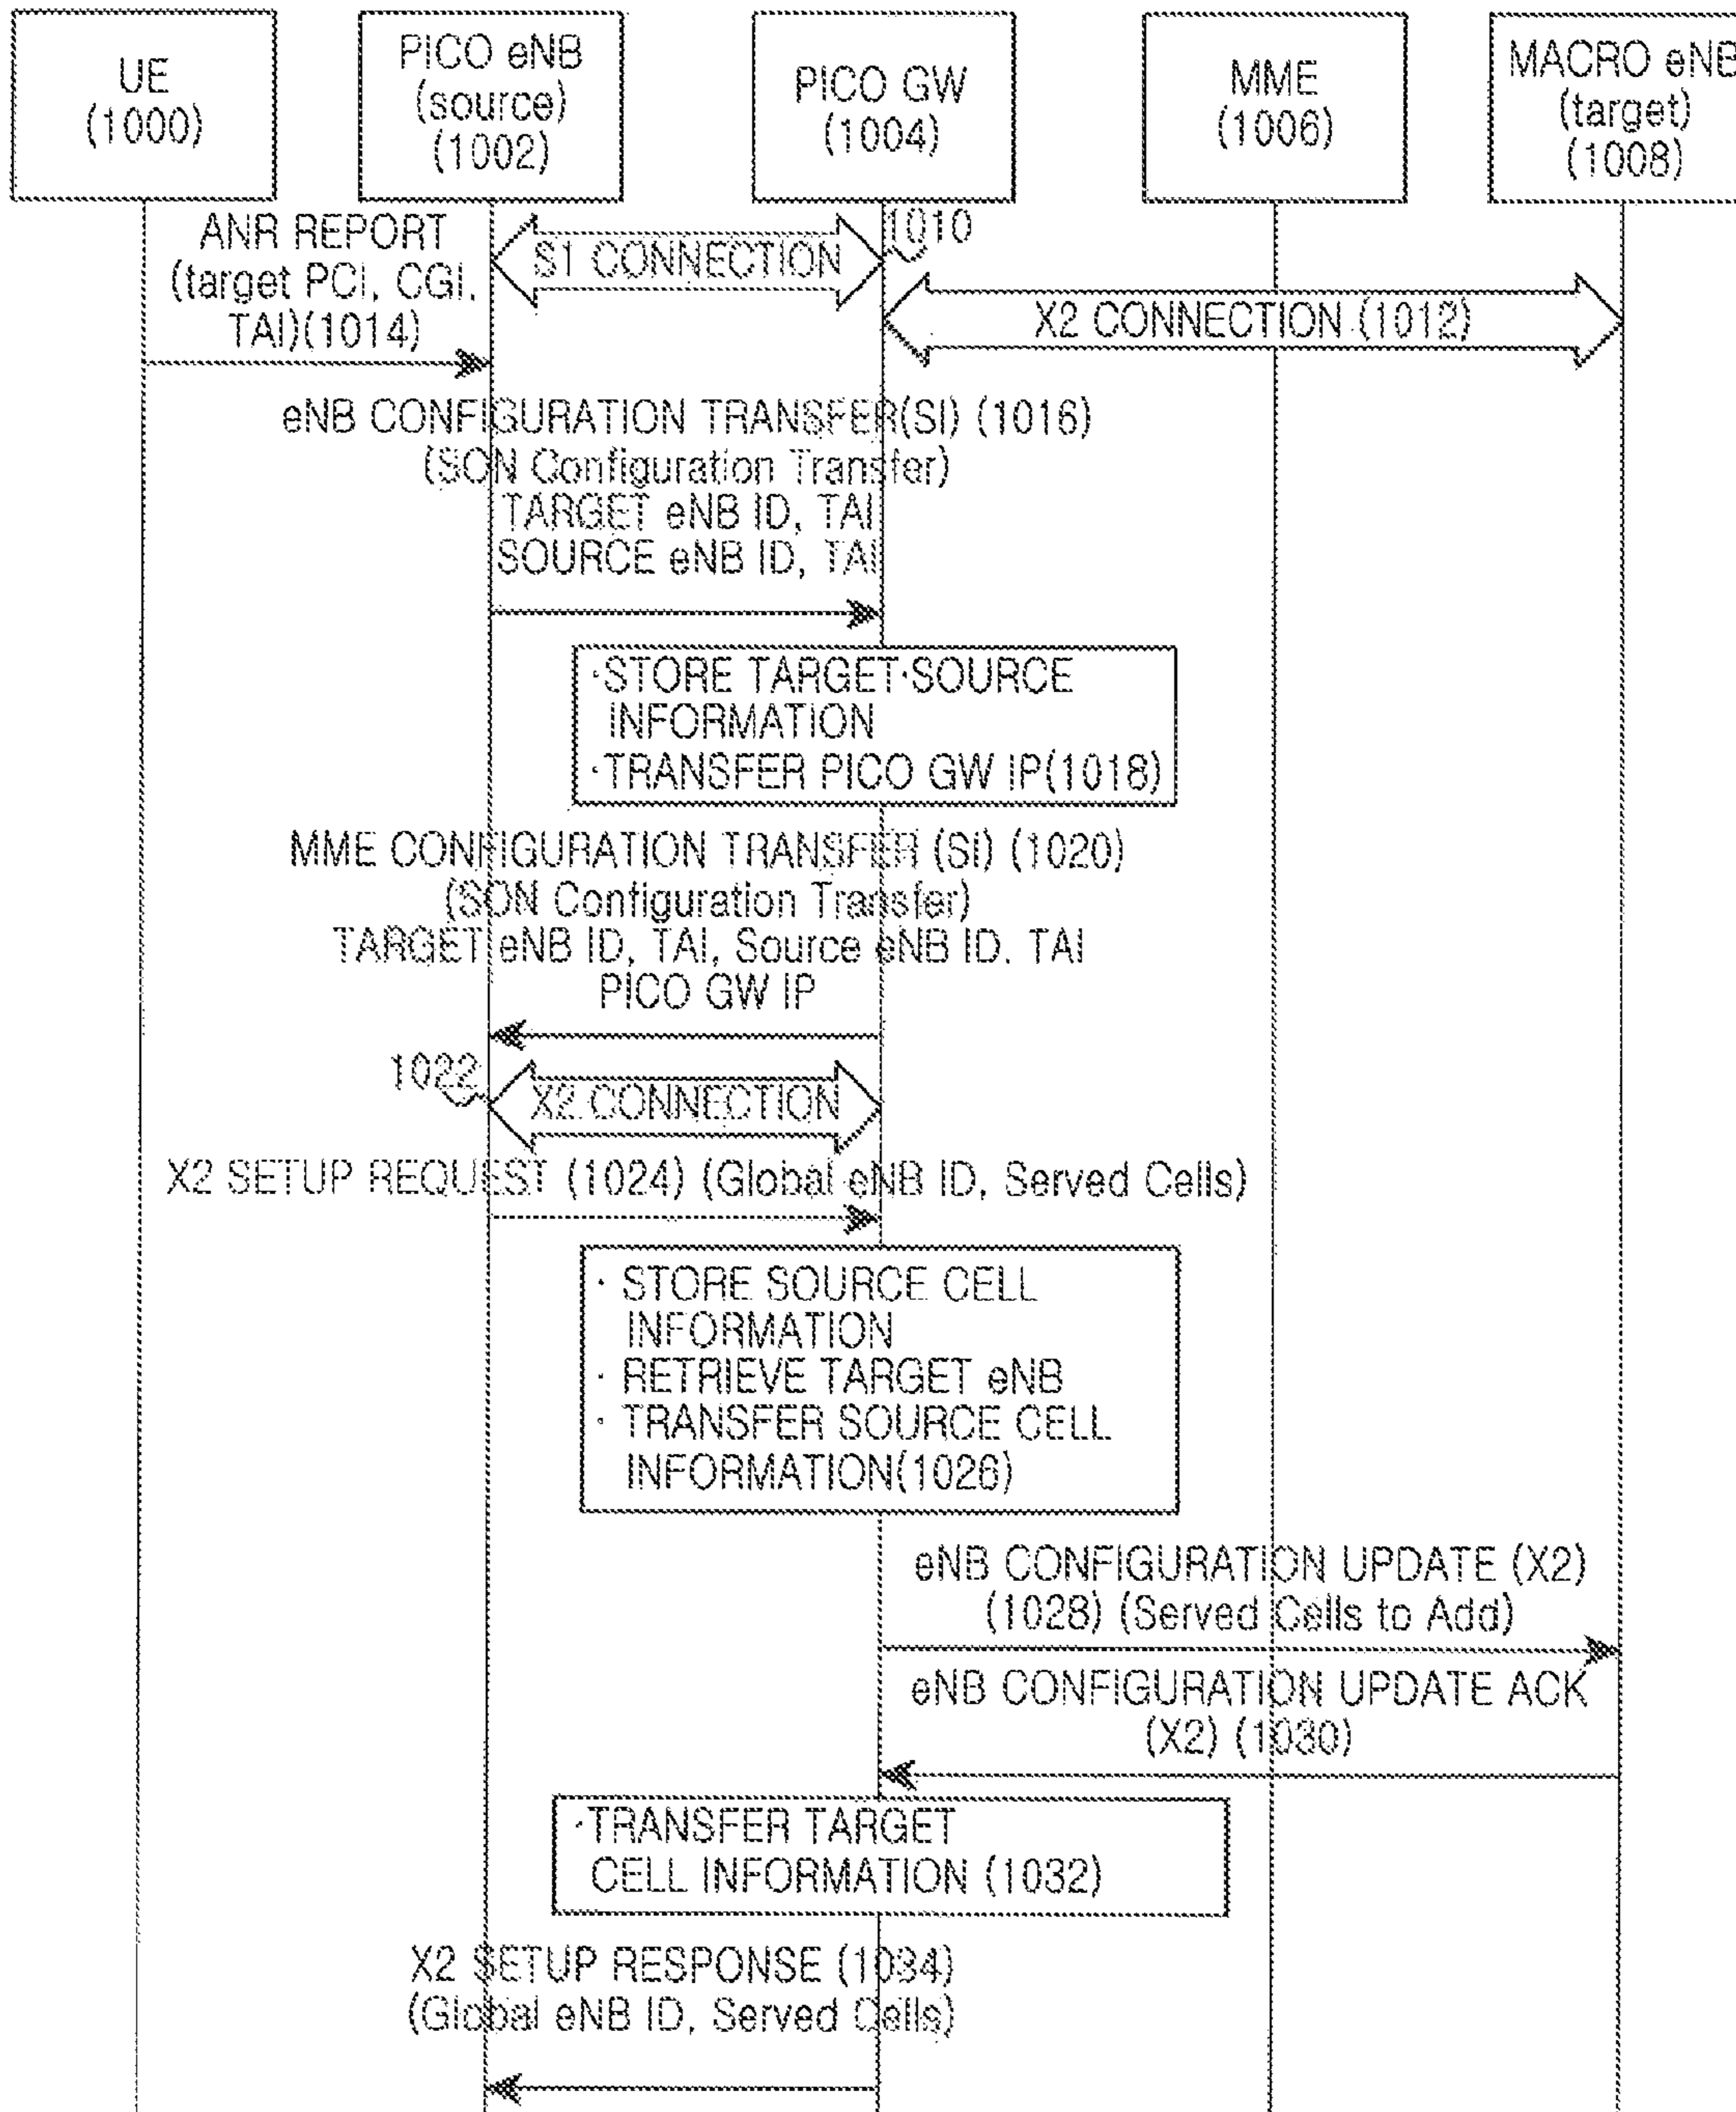 UE
(1000)
PICO eNB
(source)
(1002)
PICO GW
(1004)
MME
(1006)
MACRO eNB
(target)
(1008)
ANR REPORT
(target PCI, CGI,
TAI)(1014)
S1 CONNECTION
1010
X2 CONNECTION (1012)
eNB CONFIGURATION TRANSFER(SI) (1016)
(SON Configuration Transfer)
TARGET eNB ID, TAI
SOURCE eNB ID, TAI
·STORE TARGET·SOURCE
INFORMATION
·TRANSFER PICO GW IP(1018)
MME CONFIGURATION TRANSFER (SI) (1020)
(SON Configuration Transfer)
TARGET eNB ID, TAI, Source eNB ID, TAI
PICO GW IP
1022
X2 CONNECTION
X2 SETUP REQUEST (1024) (Global eNB ID, Served Cells)
· STORE SOURCE CELL
INFORMATION
· RETRIEVE TARGET eNB
· TRANSFER SOURCE CELL
INFORMATION(1026)
eNB CONFIGURATION UPDATE (X2)
(1028) (Served Cells to Add)
eNB CONFIGURATION UPDATE ACK
(X2) (1030)
·TRANSFER TARGET
CELL INFORMATION (1032)
X2 SETUP RESPONSE (1034)
(Global eNB ID, Served Cells)